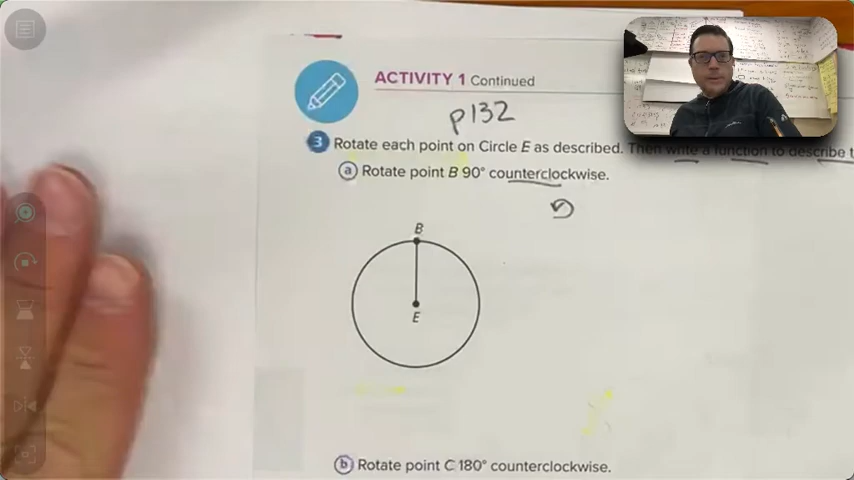 ACTIVITY 1 Continued
p132
3 Rotate each point on Circle E as described. Then write a function to describe t
a Rotate point B 90° counterclockwise.
B
E
b Rotate point C 180° counterclockwise.